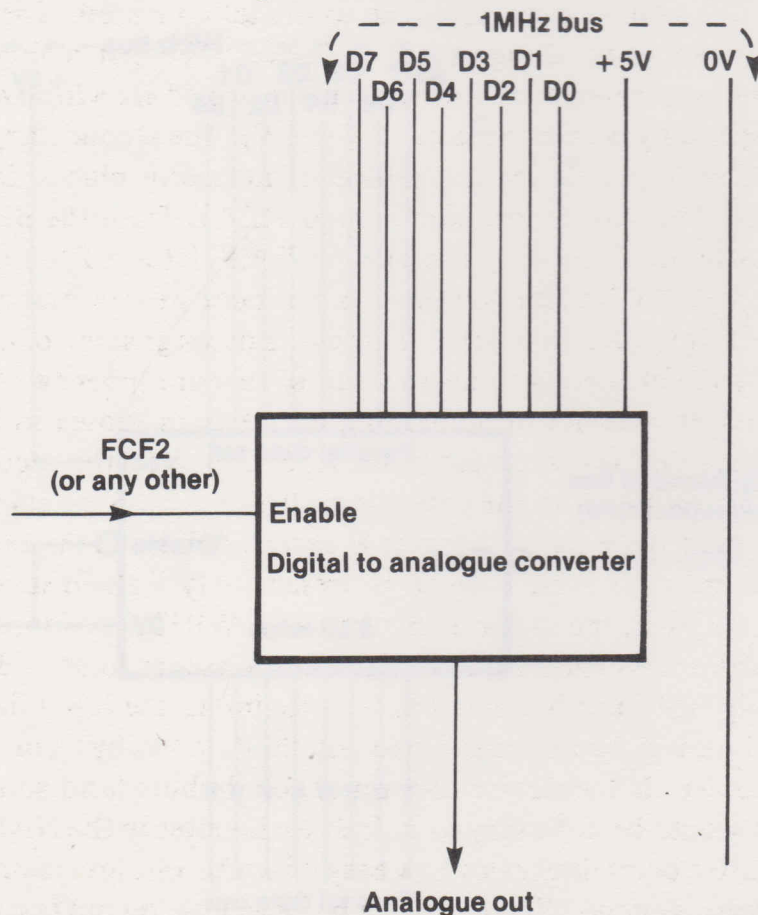 1MHz bus
D7 D5 D3 D1 +5V 0V
D6 D4 D2 D0
FCF2
(or any other)
Enable
Digital to analogue converter
Analogue out